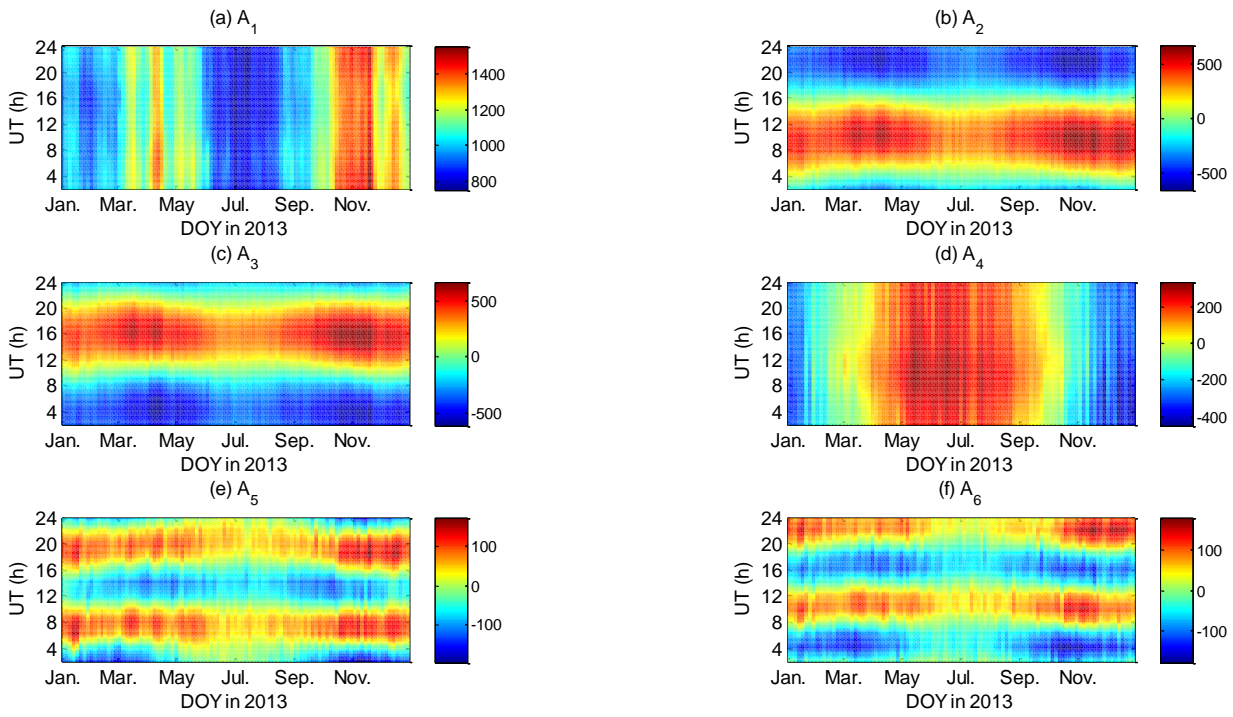 (a) A1
24
20
16
12
8
4
UT (h)
Jan. Mar. May Jul. Sep. Nov.
DOY in 2013
1400
1200
1000
800
(b) A2
24
20
16
12
8
4
UT (h)
Jan. Mar. May Jul. Sep. Nov.
DOY in 2013
500
0
-500
(c) A3
24
20
16
12
8
4
UT (h)
Jan. Mar. May Jul. Sep. Nov.
DOY in 2013
500
0
-500
(d) A4
24
20
16
12
8
4
UT (h)
Jan. Mar. May Jul. Sep. Nov.
DOY in 2013
200
0
-200
-400
(e) A5
24
20
16
12
8
4
UT (h)
Jan. Mar. May Jul. Sep. Nov.
DOY in 2013
100
0
-100
(f) A6
24
20
16
12
8
4
UT (h)
Jan. Mar. May Jul. Sep. Nov.
DOY in 2013
100
0
-100